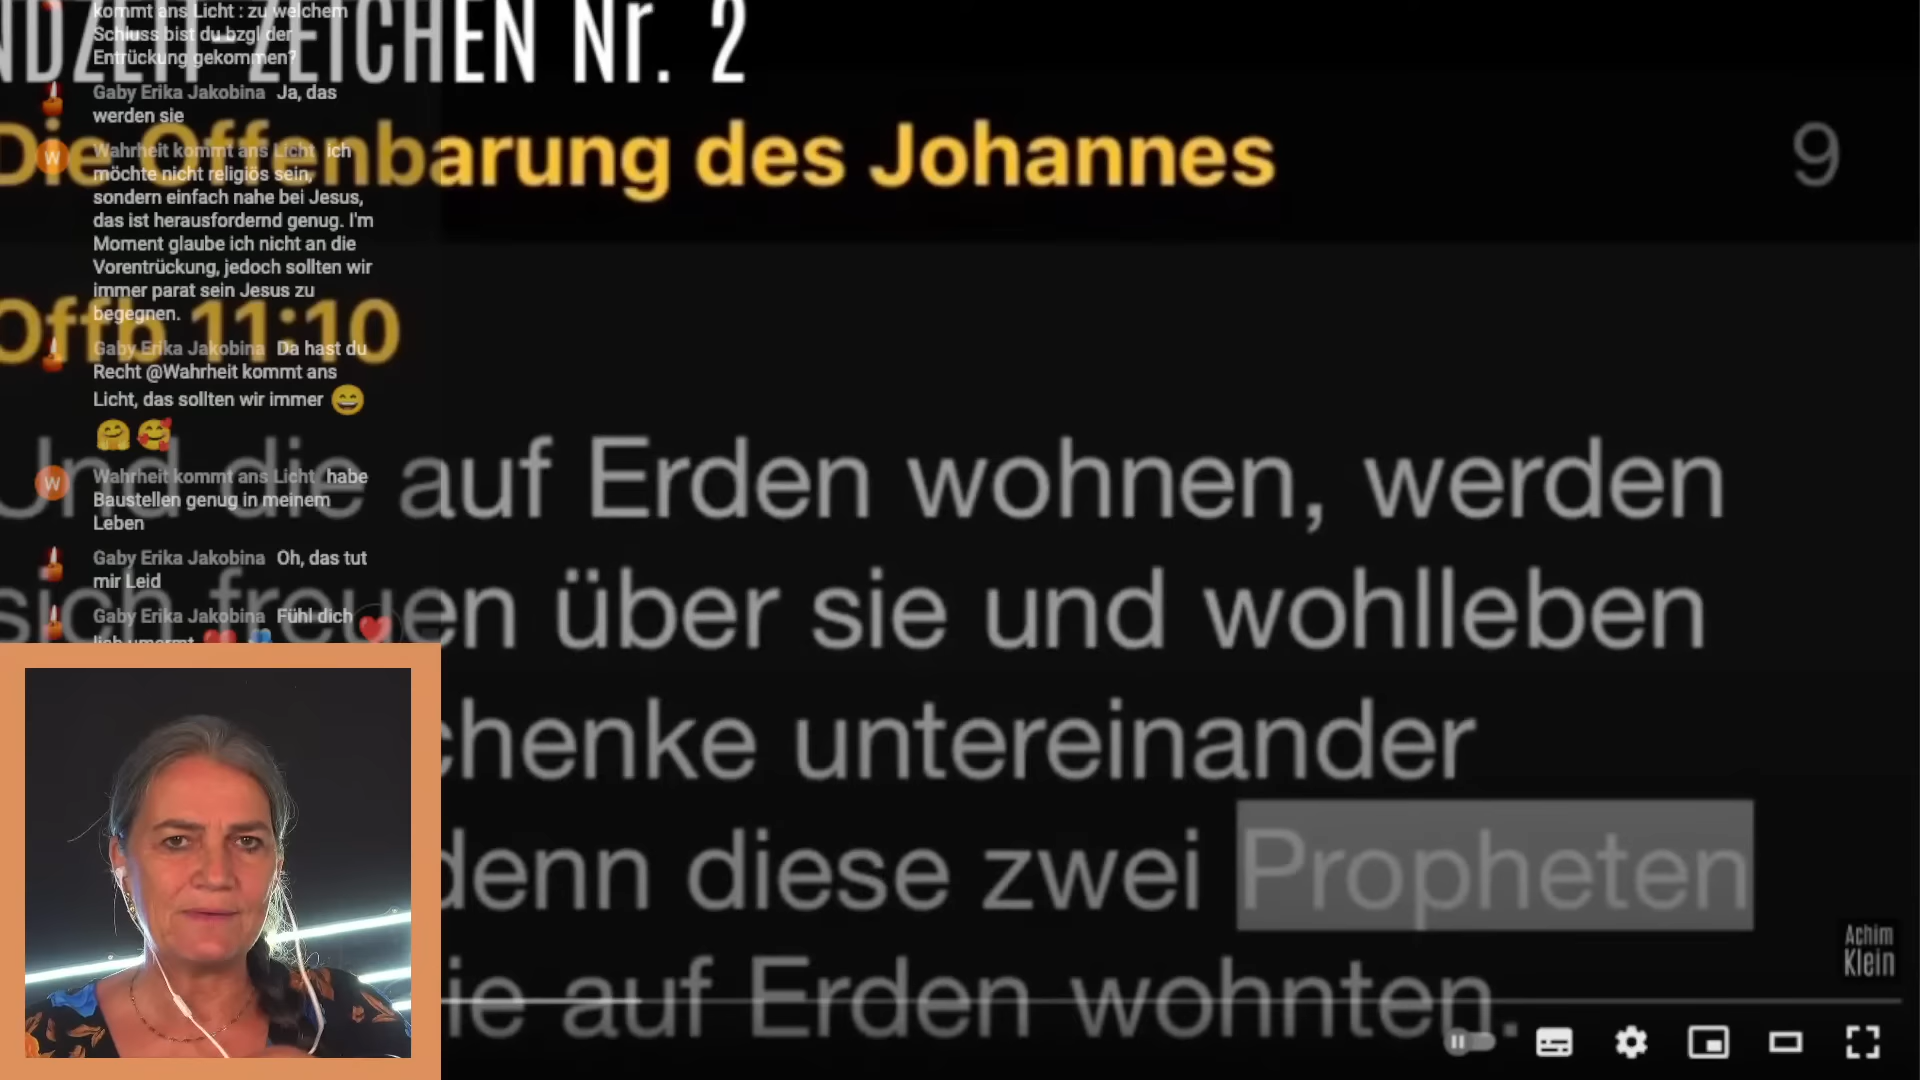 NDZEIT-ZEICHEN Nr. 2
Die Offenbarung des Johannes
9
Offb 11:10
Und die auf Erden wohnen, werden
sich freuen über sie und wohlleben
chenke untereinander
denn diese zwei Propheten
ie auf Erden wohnten.
Achim
Klein
kommt ans Licht : zu welchem
Schluss bist du bzgl der
Entrückung gekommen?
Gaby Erika Jakobina Ja, das
werden sie
W
Wahrheit kommt ans Licht ich
möchte nicht religiös sein,
sondern einfach nahe bei Jesus,
das ist herausfordernd genug. I'm
Moment glaube ich nicht an die
Vorentrückung, jedoch sollten wir
immer parat sein Jesus zu
begegnen.
Gaby Erika Jakobina Da hast du
Recht @Wahrheit kommt ans
Licht, das sollten wir immer 😄
🤗 🥰
W
Wahrheit kommt ans Licht habe
Baustellen genug in meinem
Leben
Gaby Erika Jakobina Oh, das tut
mir Leid
Gaby Erika Jakobina Fühl dich